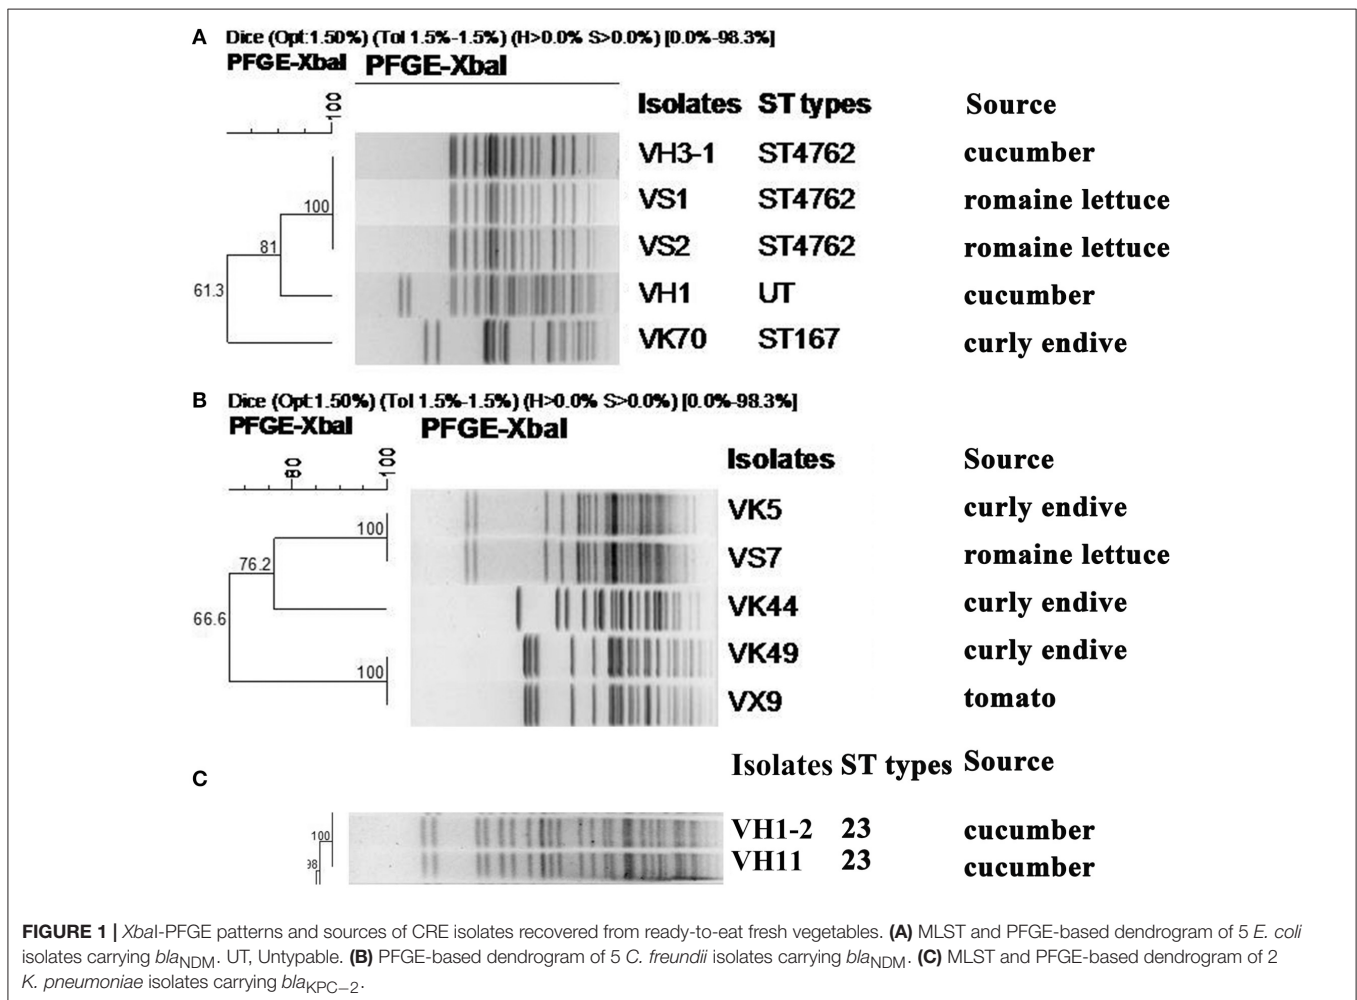 A Dice (Opt:1.50%) (Tol 1.5%-1.5%) (H>0.0% S>0.0%) [0.0%-98.3%]
PFGE-XbaI PFGE-XbaI
100
Isolates ST types Source
VH3-1 ST4762 cucumber
VS1 ST4762 romaine lettuce
100
VS2 ST4762 romaine lettuce
81
VH1 UT cucumber
61.3
VK70 ST167 curly endive
B Dice (Opt:1.50%) (Tol 1.5%-1.5%) (H>0.0% S>0.0%) [0.0%-98.3%]
PFGE-XbaI PFGE-XbaI
80 100
Isolates Source
VK5 curly endive
100
VS7 romaine lettuce
76.2
VK44 curly endive
66.6
VK49 curly endive
100
VX9 tomato
C
Isolates ST types Source
VH1-2 23 cucumber
100
VH11 23 cucumber
98
FIGURE 1 | XbaI-PFGE patterns and sources of CRE isolates recovered from ready-to-eat fresh vegetables. (A) MLST and PFGE-based dendrogram of 5 E. coli
isolates carrying blaNDM. UT, Untypable. (B) PFGE-based dendrogram of 5 C. freundii isolates carrying blaNDM. (C) MLST and PFGE-based dendrogram of 2
K. pneumoniae isolates carrying blaKPC−2.